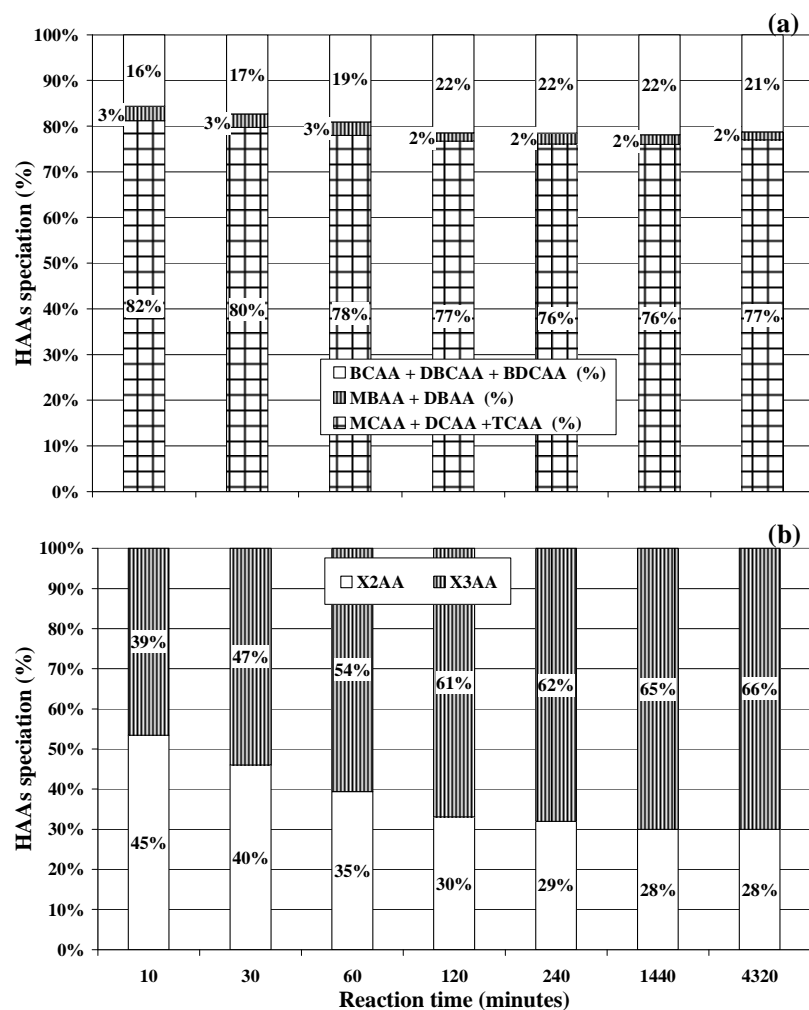 (a)
100%
90%
80%
70%
60%
50%
40%
30%
20%
10%
0%
HAAs speciation (%)
16% 17% 19% 22% 22% 22% 21%
3% 3% 3% 2% 2% 2% 2%
82% 80% 78% 77% 76% 76% 77%
BCAA + DBCAA + BDCAA (%)
MBAA + DBAA (%)
MCAA + DCAA +TCAA (%)
(b)
100%
90%
80%
70%
60%
50%
40%
30%
20%
10%
0%
HAAs speciation (%)
X2AA X3AA
39% 47% 54% 61% 62% 65% 66%
45% 40% 35% 30% 29% 28% 28%
10 30 60 120 240 1440 4320
Reaction time (minutes)